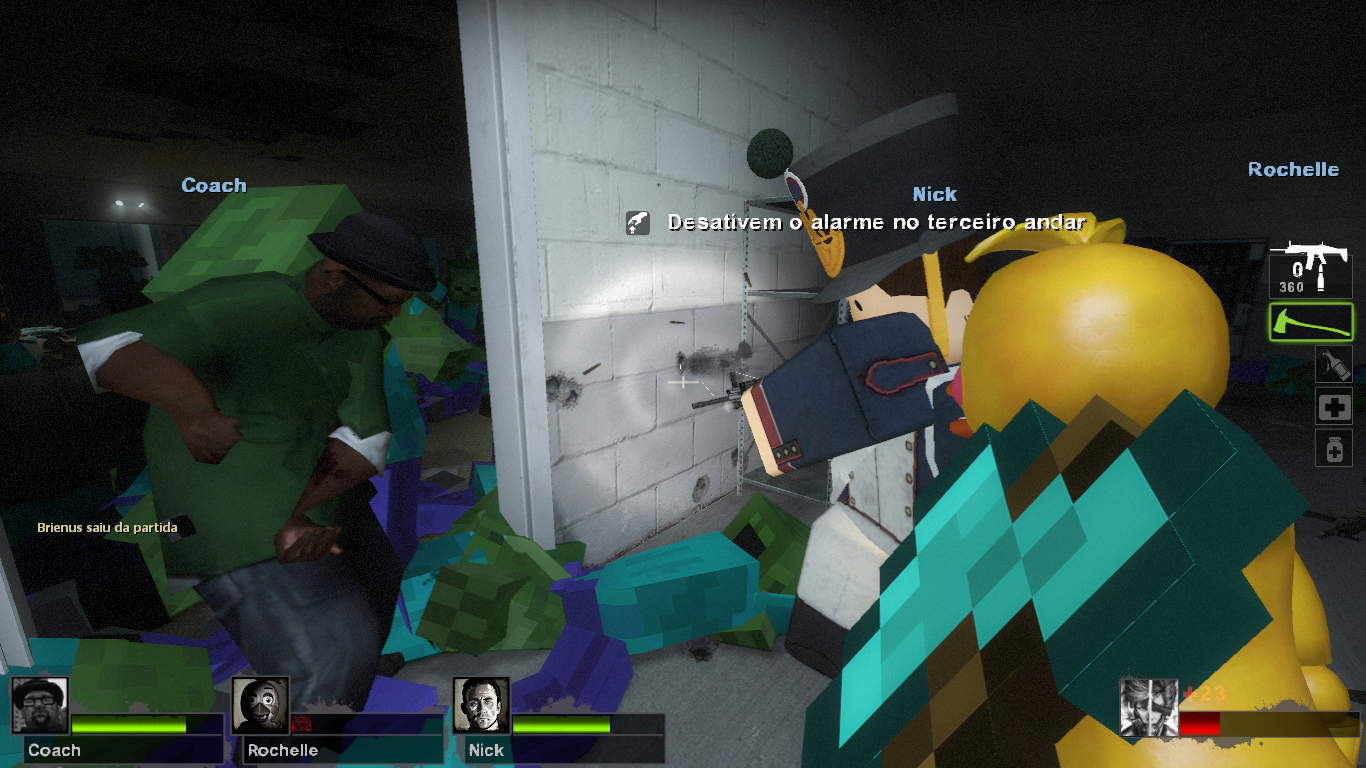 Coach
Rochelle
Nick
Desativem o alarme no terceiro andar
0
360
Brienus saiu da partida
+23
Coach
Rochelle
Nick